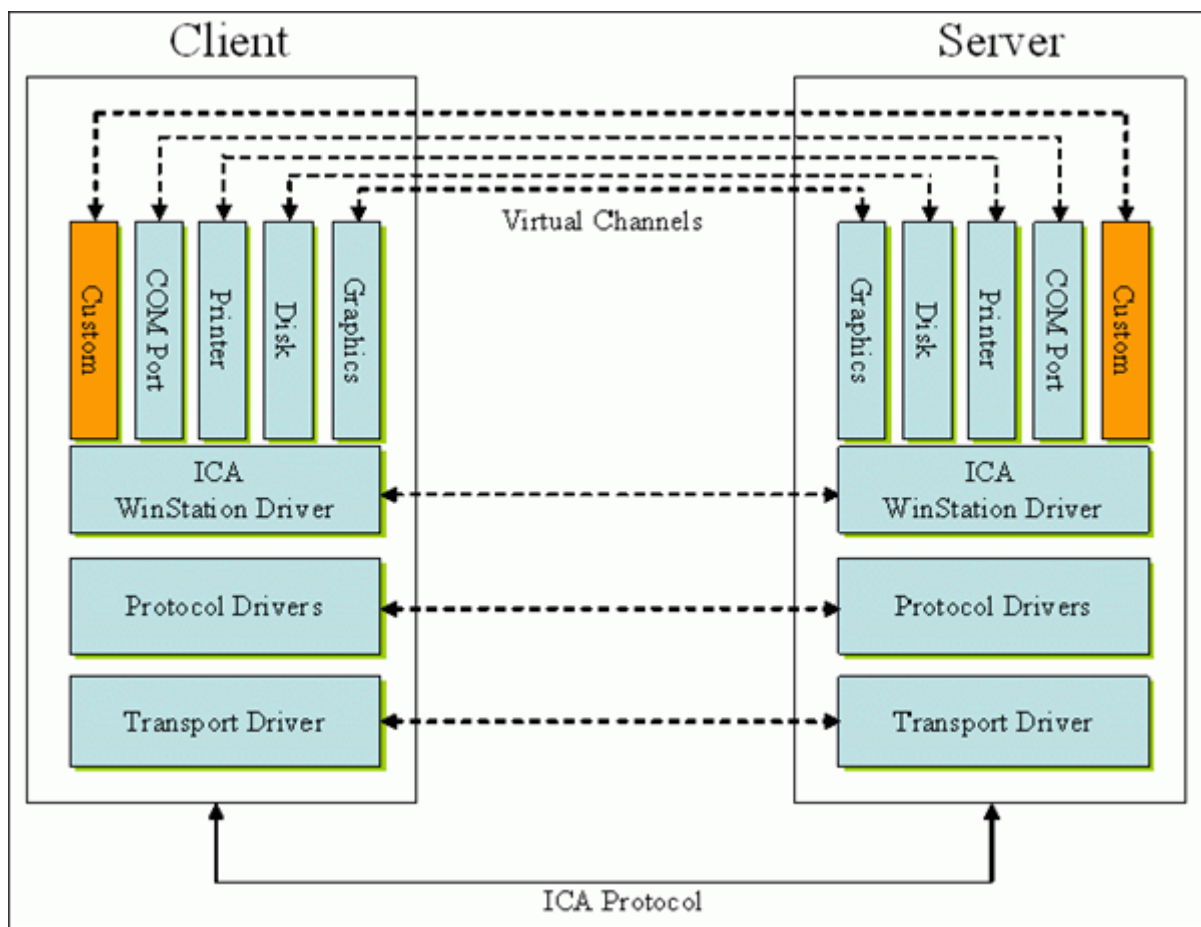 Client
Server
Virtual Channels
Custom
COM Port
Printer
Disk
Graphics
Graphics
Disk
Printer
COM Port
Custom
ICA
WinStation Driver
ICA
WinStation Driver
Protocol Drivers
Protocol Drivers
Transport Driver
Transport Driver
ICA Protocol